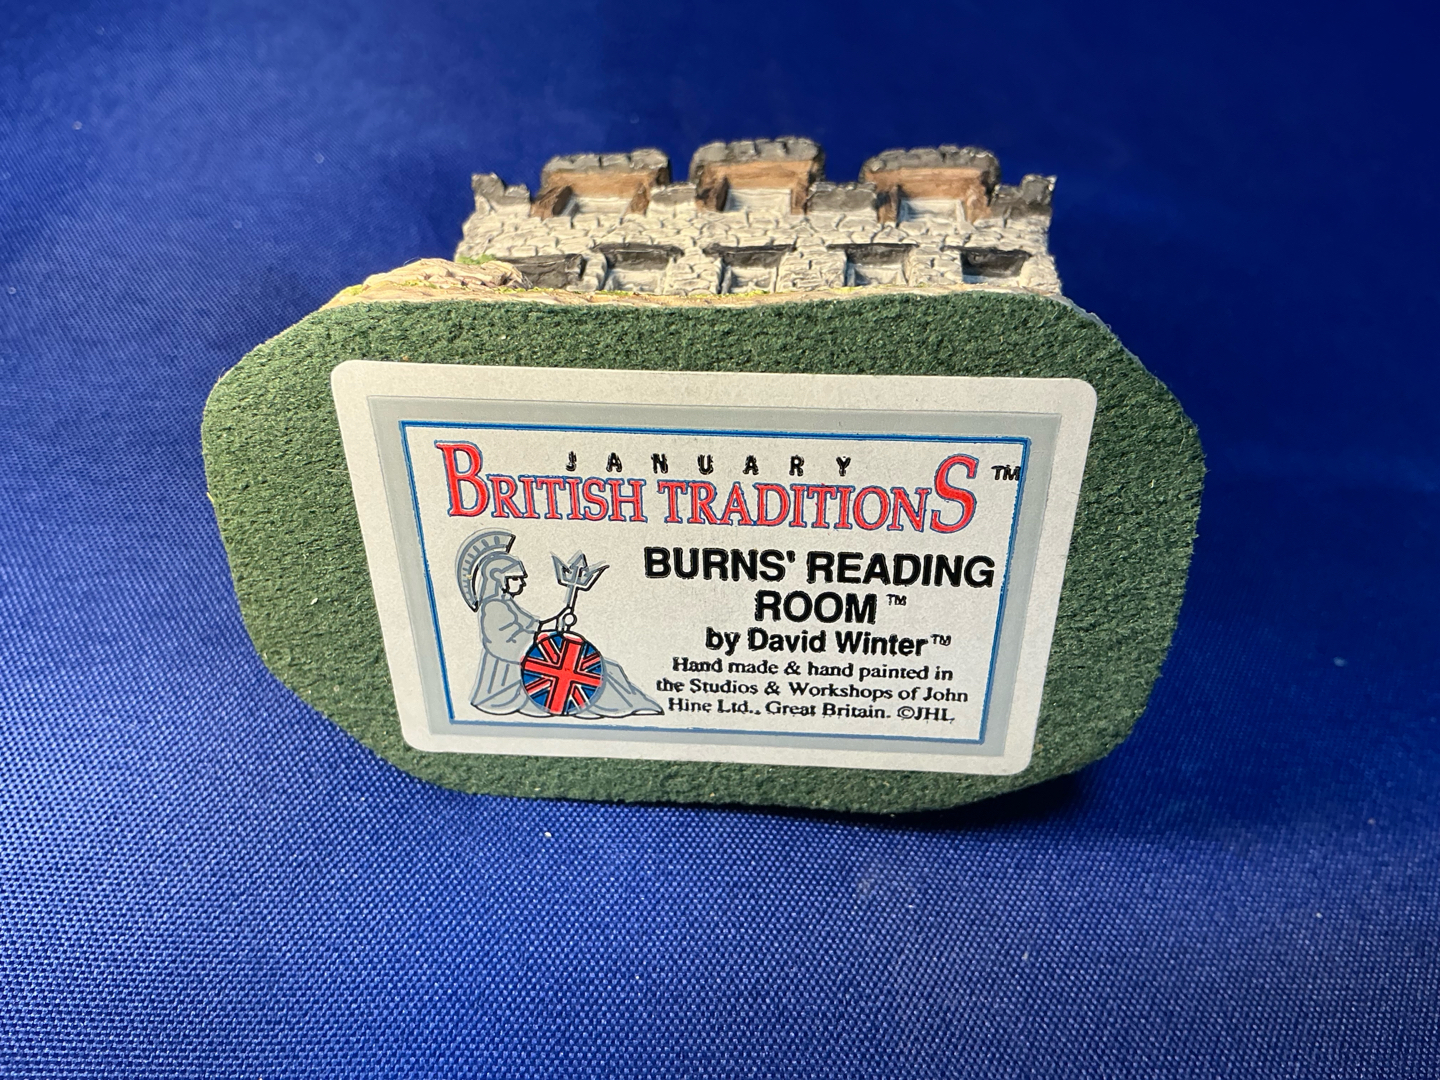 JANUARY
BRITISH TRADITIONS™
BURNS' READING
ROOM™
by David Winter™
Hand made & hand painted in
the Studios & Workshops of John
Hine Ltd., Great Britain. ©JHL